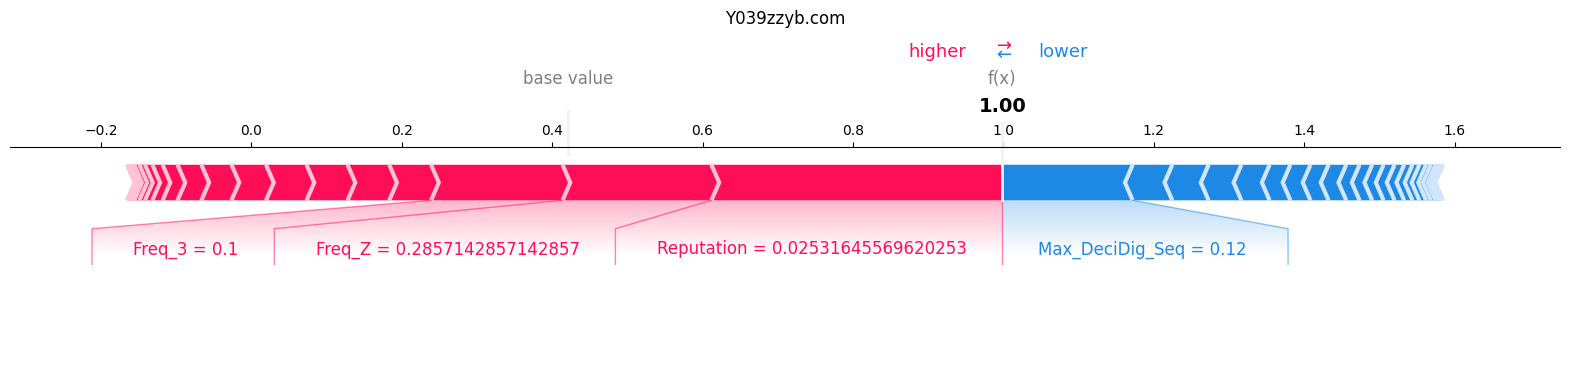 Y039zzyb.com
higher ⇄ lower
base value f(x)
1.00
−0.2 0.0 0.2 0.4 0.6 0.8 1.0 1.2 1.4 1.6
Freq_3 = 0.1 Freq_Z = 0.2857142857142857 Reputation = 0.02531645569620253 Max_DeciDig_Seq = 0.12